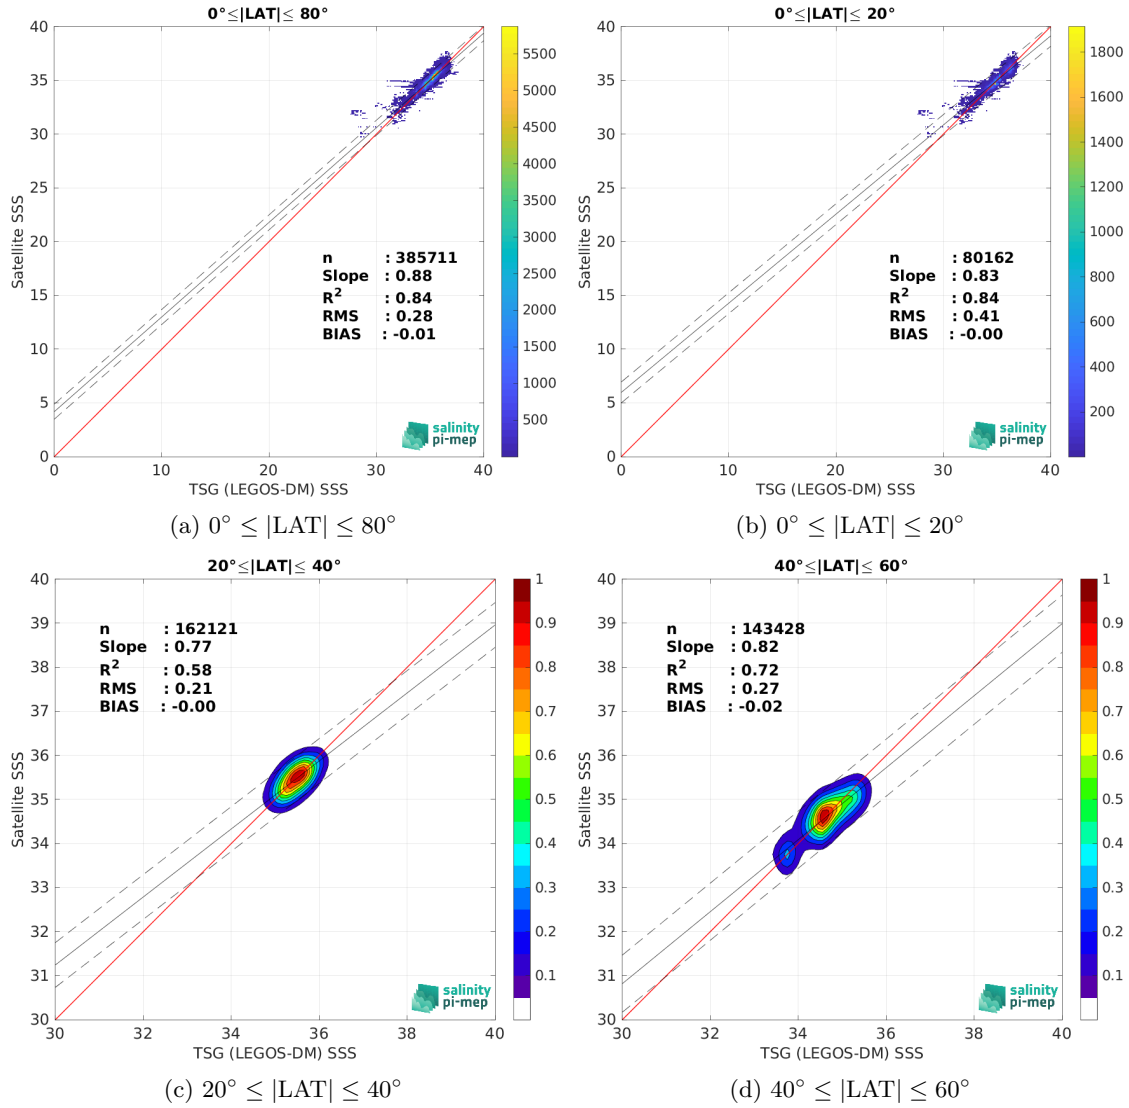 0°≤|LAT|≤ 80°
40
35
30
25
20
15
10
5
0
0
10
20
30
40
Satellite SSS
TSG (LEGOS-DM) SSS
n : 385711
Slope : 0.88
R2 : 0.84
RMS : 0.28
BIAS : -0.01
salinity
pi-mep
5500
5000
4500
4000
3500
3000
2500
2000
1500
1000
500
(a) 0° ≤ |LAT| ≤ 80°
0°≤|LAT|≤ 20°
40
35
30
25
20
15
10
5
0
0
10
20
30
40
Satellite SSS
TSG (LEGOS-DM) SSS
n : 80162
Slope : 0.83
R2 : 0.84
RMS : 0.41
BIAS : -0.00
salinity
pi-mep
1800
1600
1400
1200
1000
800
600
400
200
(b) 0° ≤ |LAT| ≤ 20°
20°≤|LAT|≤ 40°
40
39
38
37
36
35
34
33
32
31
30
30
32
34
36
38
40
Satellite SSS
TSG (LEGOS-DM) SSS
n : 162121
Slope : 0.77
R2 : 0.58
RMS : 0.21
BIAS : -0.00
salinity
pi-mep
1
0.9
0.8
0.7
0.6
0.5
0.4
0.3
0.2
0.1
(c) 20° ≤ |LAT| ≤ 40°
40°≤|LAT|≤ 60°
40
39
38
37
36
35
34
33
32
31
30
30
32
34
36
38
40
Satellite SSS
TSG (LEGOS-DM) SSS
n : 143428
Slope : 0.82
R2 : 0.72
RMS : 0.27
BIAS : -0.02
salinity
pi-mep
1
0.9
0.8
0.7
0.6
0.5
0.4
0.3
0.2
0.1
(d) 40° ≤ |LAT| ≤ 60°